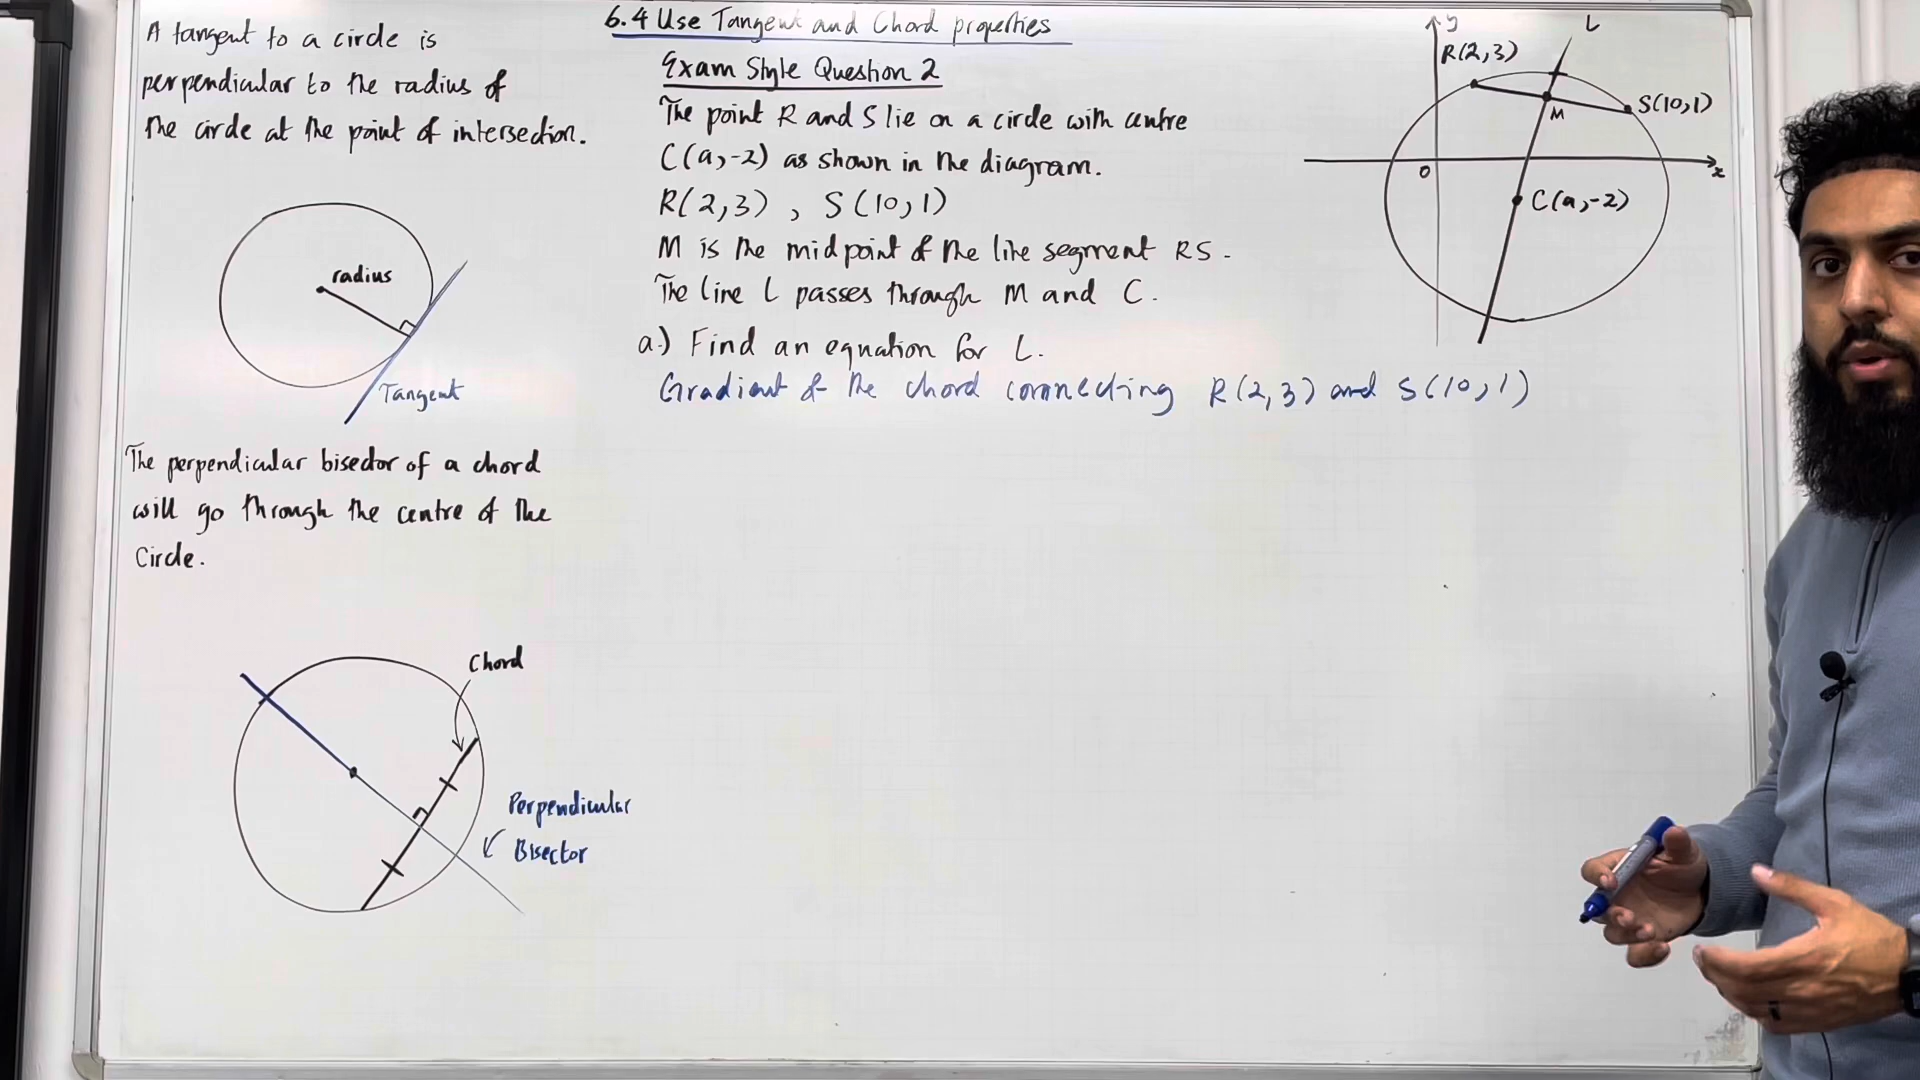 A tangent to a circle is
perpendicular to the radius of
the circle at the point of intersection.
radius
Tangent
The perpendicular bisector of a chord
will go through the centre of the
Circle.
Chord
Perpendicular
Bisector
6.4 Use Tangent and Chord properties
Exam Style Question 2
The point R and S lie on a circle with centre
C(a,-2) as shown in the diagram.
R(2,3) , S(10,1)
M is the midpoint of the line segment RS.
The line L passes through M and C.
a.) Find an equation for L.
Gradient of the chord connecting R(2,3) and S(10,1)
y
L
R(2,3)
S(10,1)
M
O
x
C(a,-2)